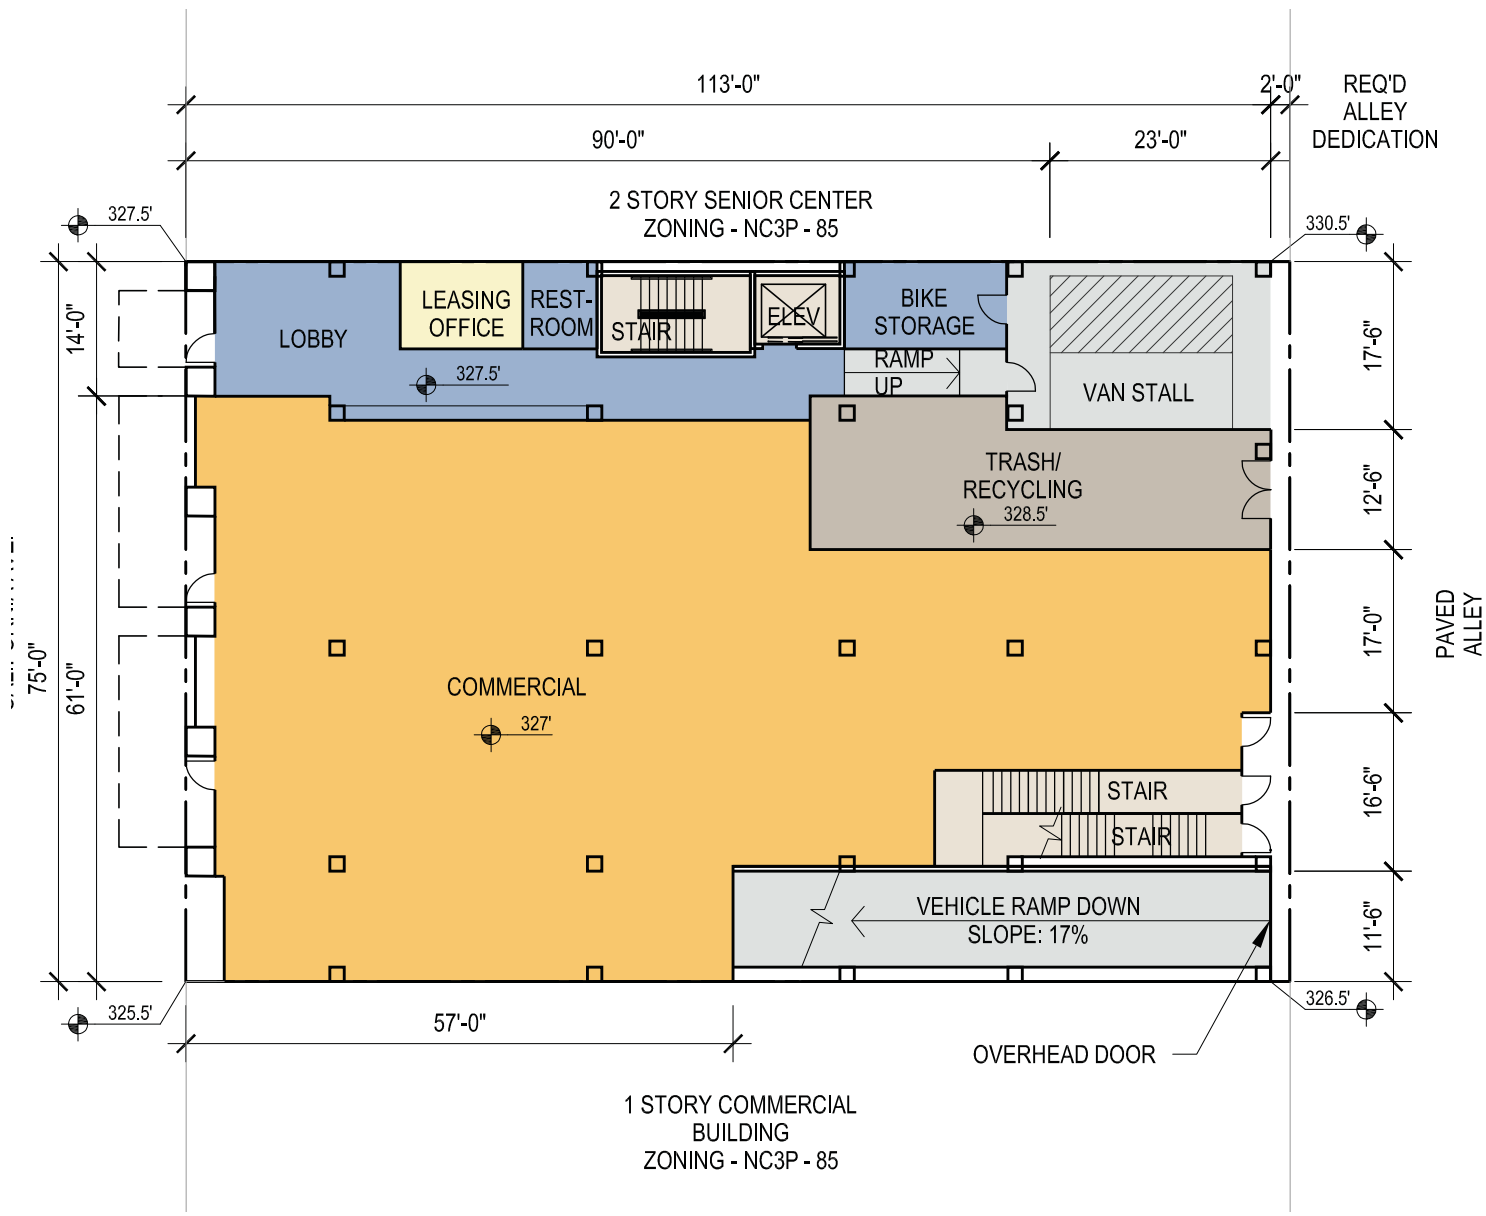 113'-0"
2'-0"
REQ'D
ALLEY
DEDICATION
90'-0"
23'-0"
2 STORY SENIOR CENTER
ZONING - NC3P - 85
327.5'
330.5'
14'-0"
LOBBY
LEASING
OFFICE
REST-
ROOM
STAIR
ELEV
BIKE
STORAGE
RAMP
UP
327.5'
VAN STALL
17'-6"
TRASH/
RECYCLING
328.5'
12'-6"
75'-0"
61'-0"
COMMERCIAL
327'
17'-0"
PAVED
ALLEY
STAIR
STAIR
16'-6"
VEHICLE RAMP DOWN
SLOPE: 17%
11'-6"
325.5'
326.5'
57'-0"
OVERHEAD DOOR
1 STORY COMMERCIAL
BUILDING
ZONING - NC3P - 85